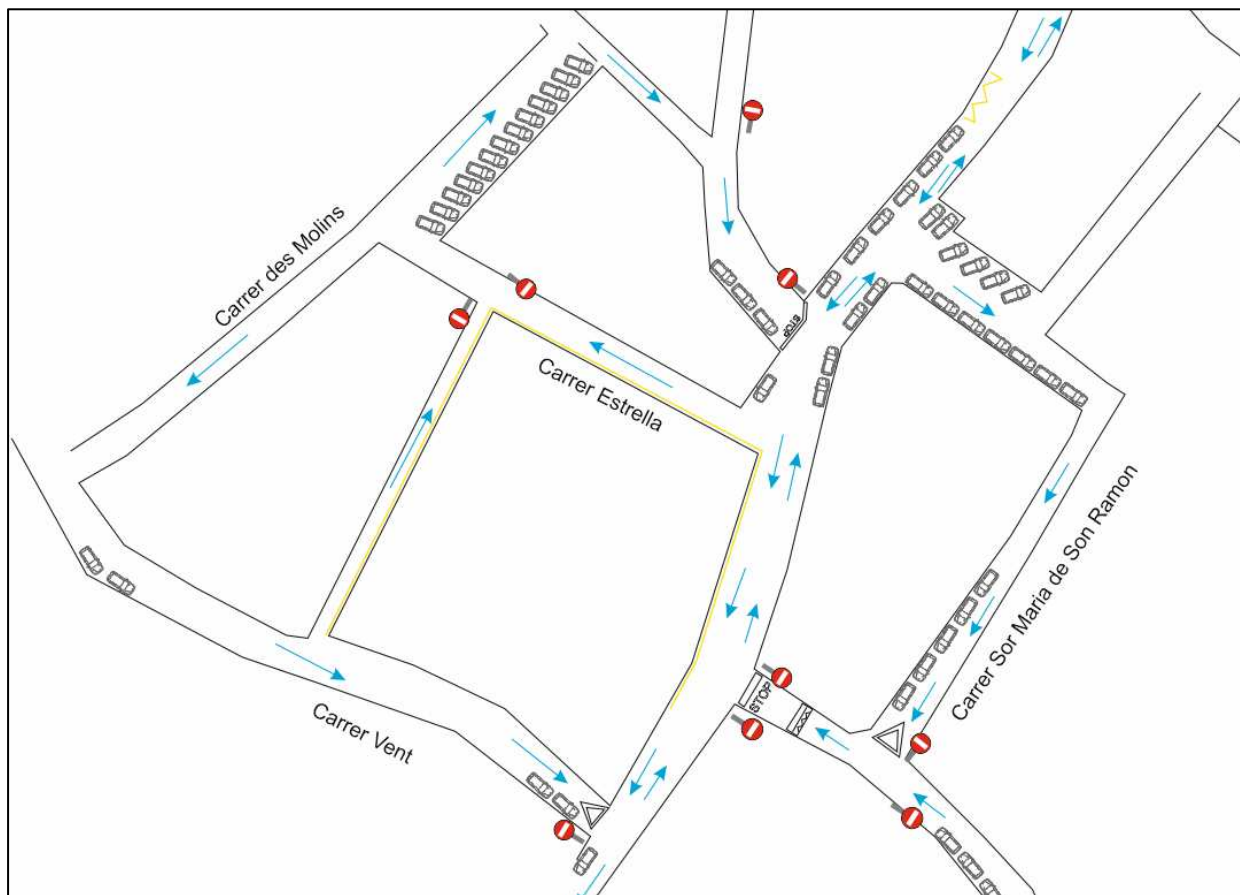 Carrer des Molins
STOP
Carrer Estrella
Carrer Sor Maria de Son Ramon
STOP
Carrer Vent